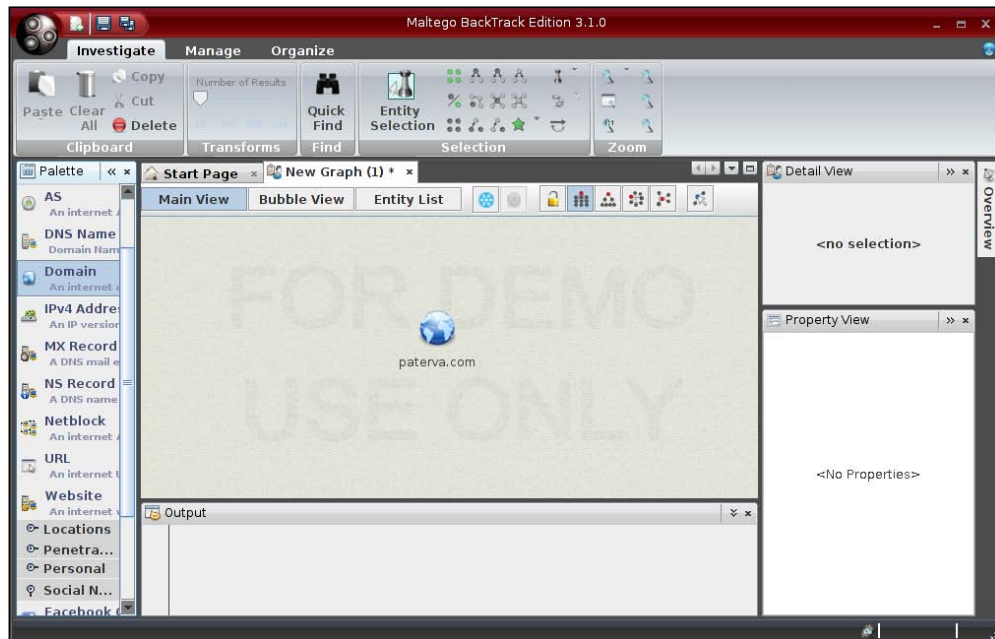 Maltego BackTrack Edition 3.1.0
Investigate Manage Organize
Paste
Clear All
Copy
Cut
Delete
Clipboard
Number of Results
Transforms
Quick Find
Find
Entity Selection
Selection
Zoom
Palette
AS
An internet
DNS Name
Domain Nam
Domain
An internet
IPv4 Addre
An IP version
MX Record
A DNS mail e
NS Record
A DNS name
Netblock
An internet
URL
An internet
Website
An internet
Locations
Penetra...
Personal
Social N...
Facebook
Start Page
New Graph (1) *
Main View Bubble View Entity List
FOR DEMO
paterva.com
USE ONLY
Output
Detail View
<no selection>
Property View
<No Properties>
Overview